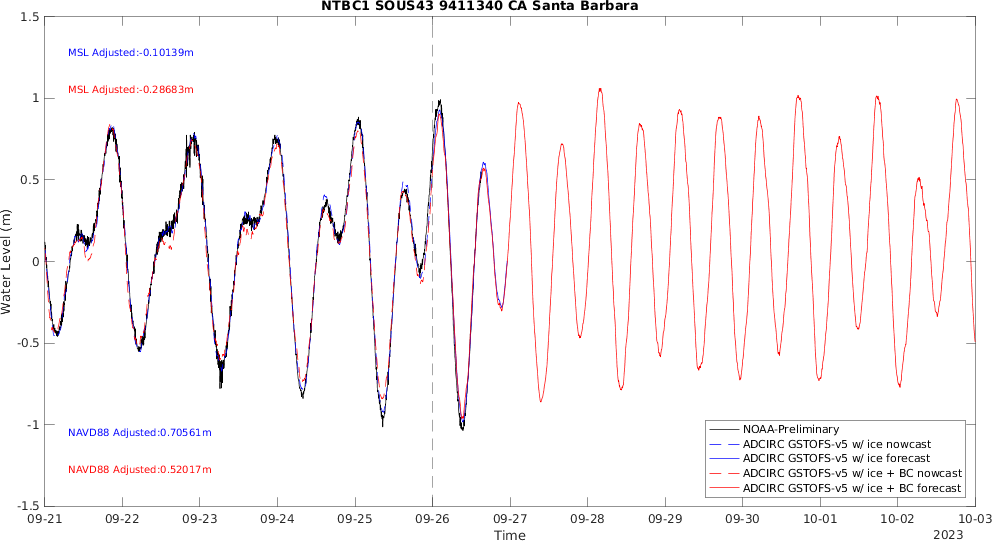 NTBC1 SOUS43 9411340 CA Santa Barbara
1.5
1
0.5
0
-0.5
-1
-1.5
Water Level (m)
MSL Adjusted:-0.10139m
MSL Adjusted:-0.28683m
NAVD88 Adjusted:0.70561m
NAVD88 Adjusted:0.52017m
NOAA-Preliminary
ADCIRC GSTOFS-v5 w/ ice nowcast
ADCIRC GSTOFS-v5 w/ ice forecast
ADCIRC GSTOFS-v5 w/ ice + BC nowcast
ADCIRC GSTOFS-v5 w/ ice + BC forecast
09-21 09-22 09-23 09-24 09-25 09-26 09-27 09-28 09-29 09-30 10-01 10-02 10-03
Time
2023